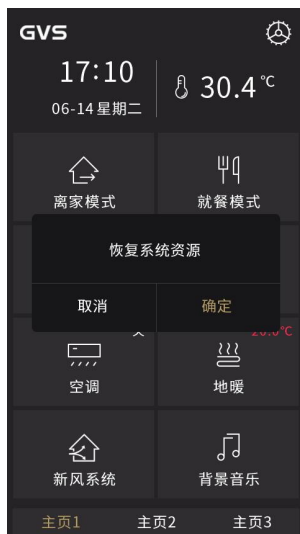 GVS
17:10
06-14 星期二
30.4℃
离家模式
就餐模式
恢复系统资源
取消
确定
空调
地暖
新风系统
背景音乐
主页1
主页2
主页3